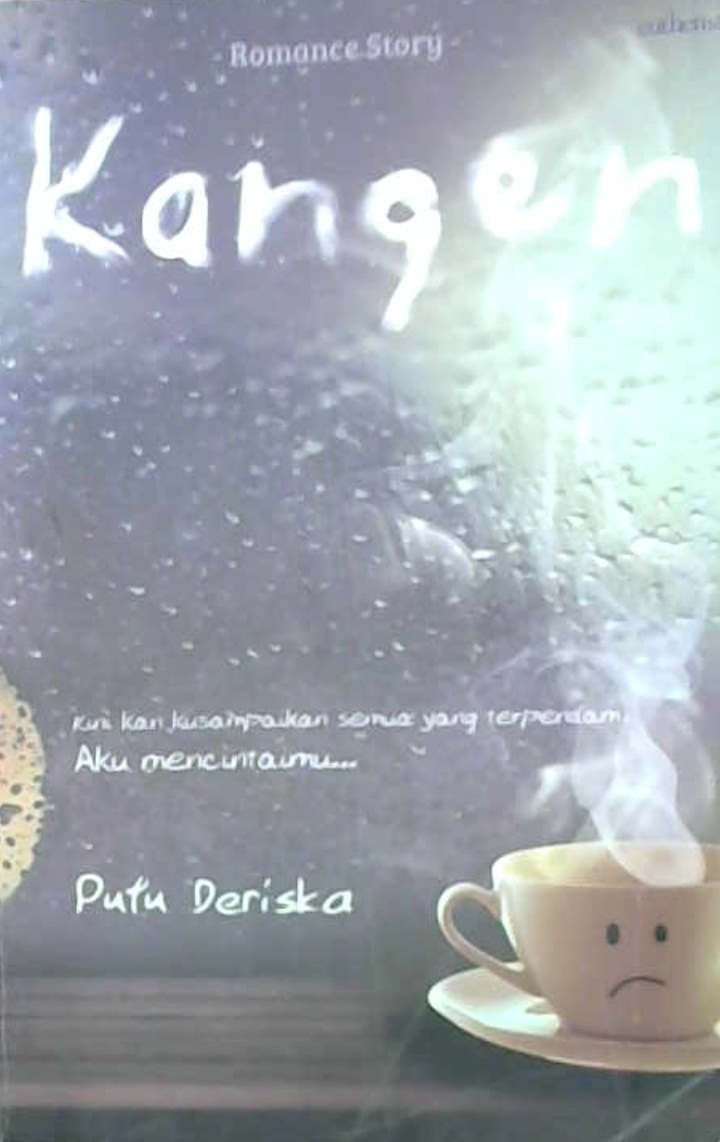 Romance Story
Kangen
Kini kan kusampaikan semua yang terpendam.
Aku mencintaimu...
Putu Deriska